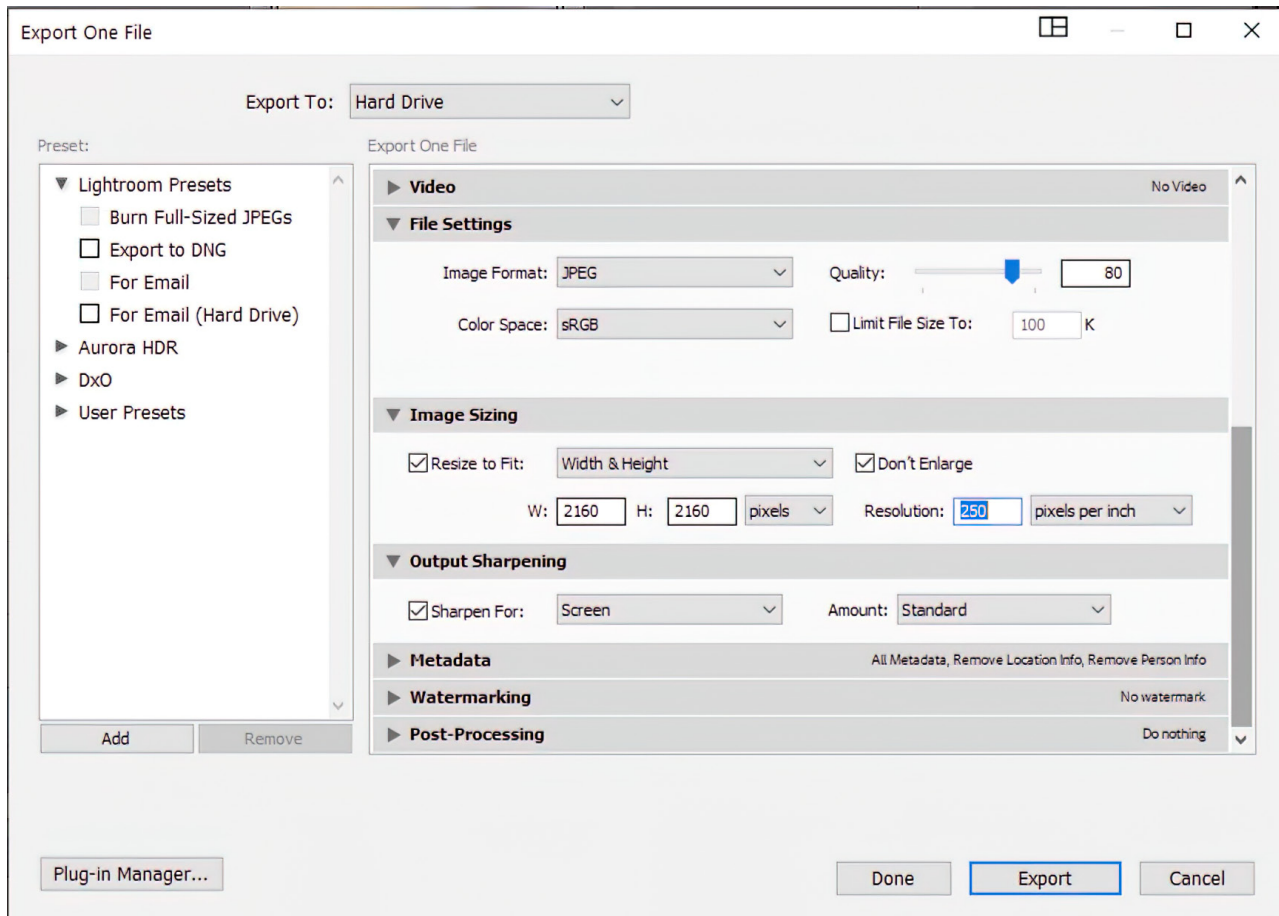 Export One File
Export To: Hard Drive
Preset:
Lightroom Presets
Burn Full-Sized JPEGs
Export to DNG
For Email
For Email (Hard Drive)
Aurora HDR
DxO
User Presets
Add Remove
Export One File
Video No Video
File Settings
Image Format: JPEG Quality: 80
Color Space: sRGB Limit File Size To: 100 K
Image Sizing
Resize to Fit: Width & Height Don't Enlarge
W: 2160 H: 2160 pixels Resolution: 250 pixels per inch
Output Sharpening
Sharpen For: Screen Amount: Standard
Metadata All Metadata, Remove Location Info, Remove Person Info
Watermarking No watermark
Post-Processing Do nothing
Plug-in Manager... Done Export Cancel